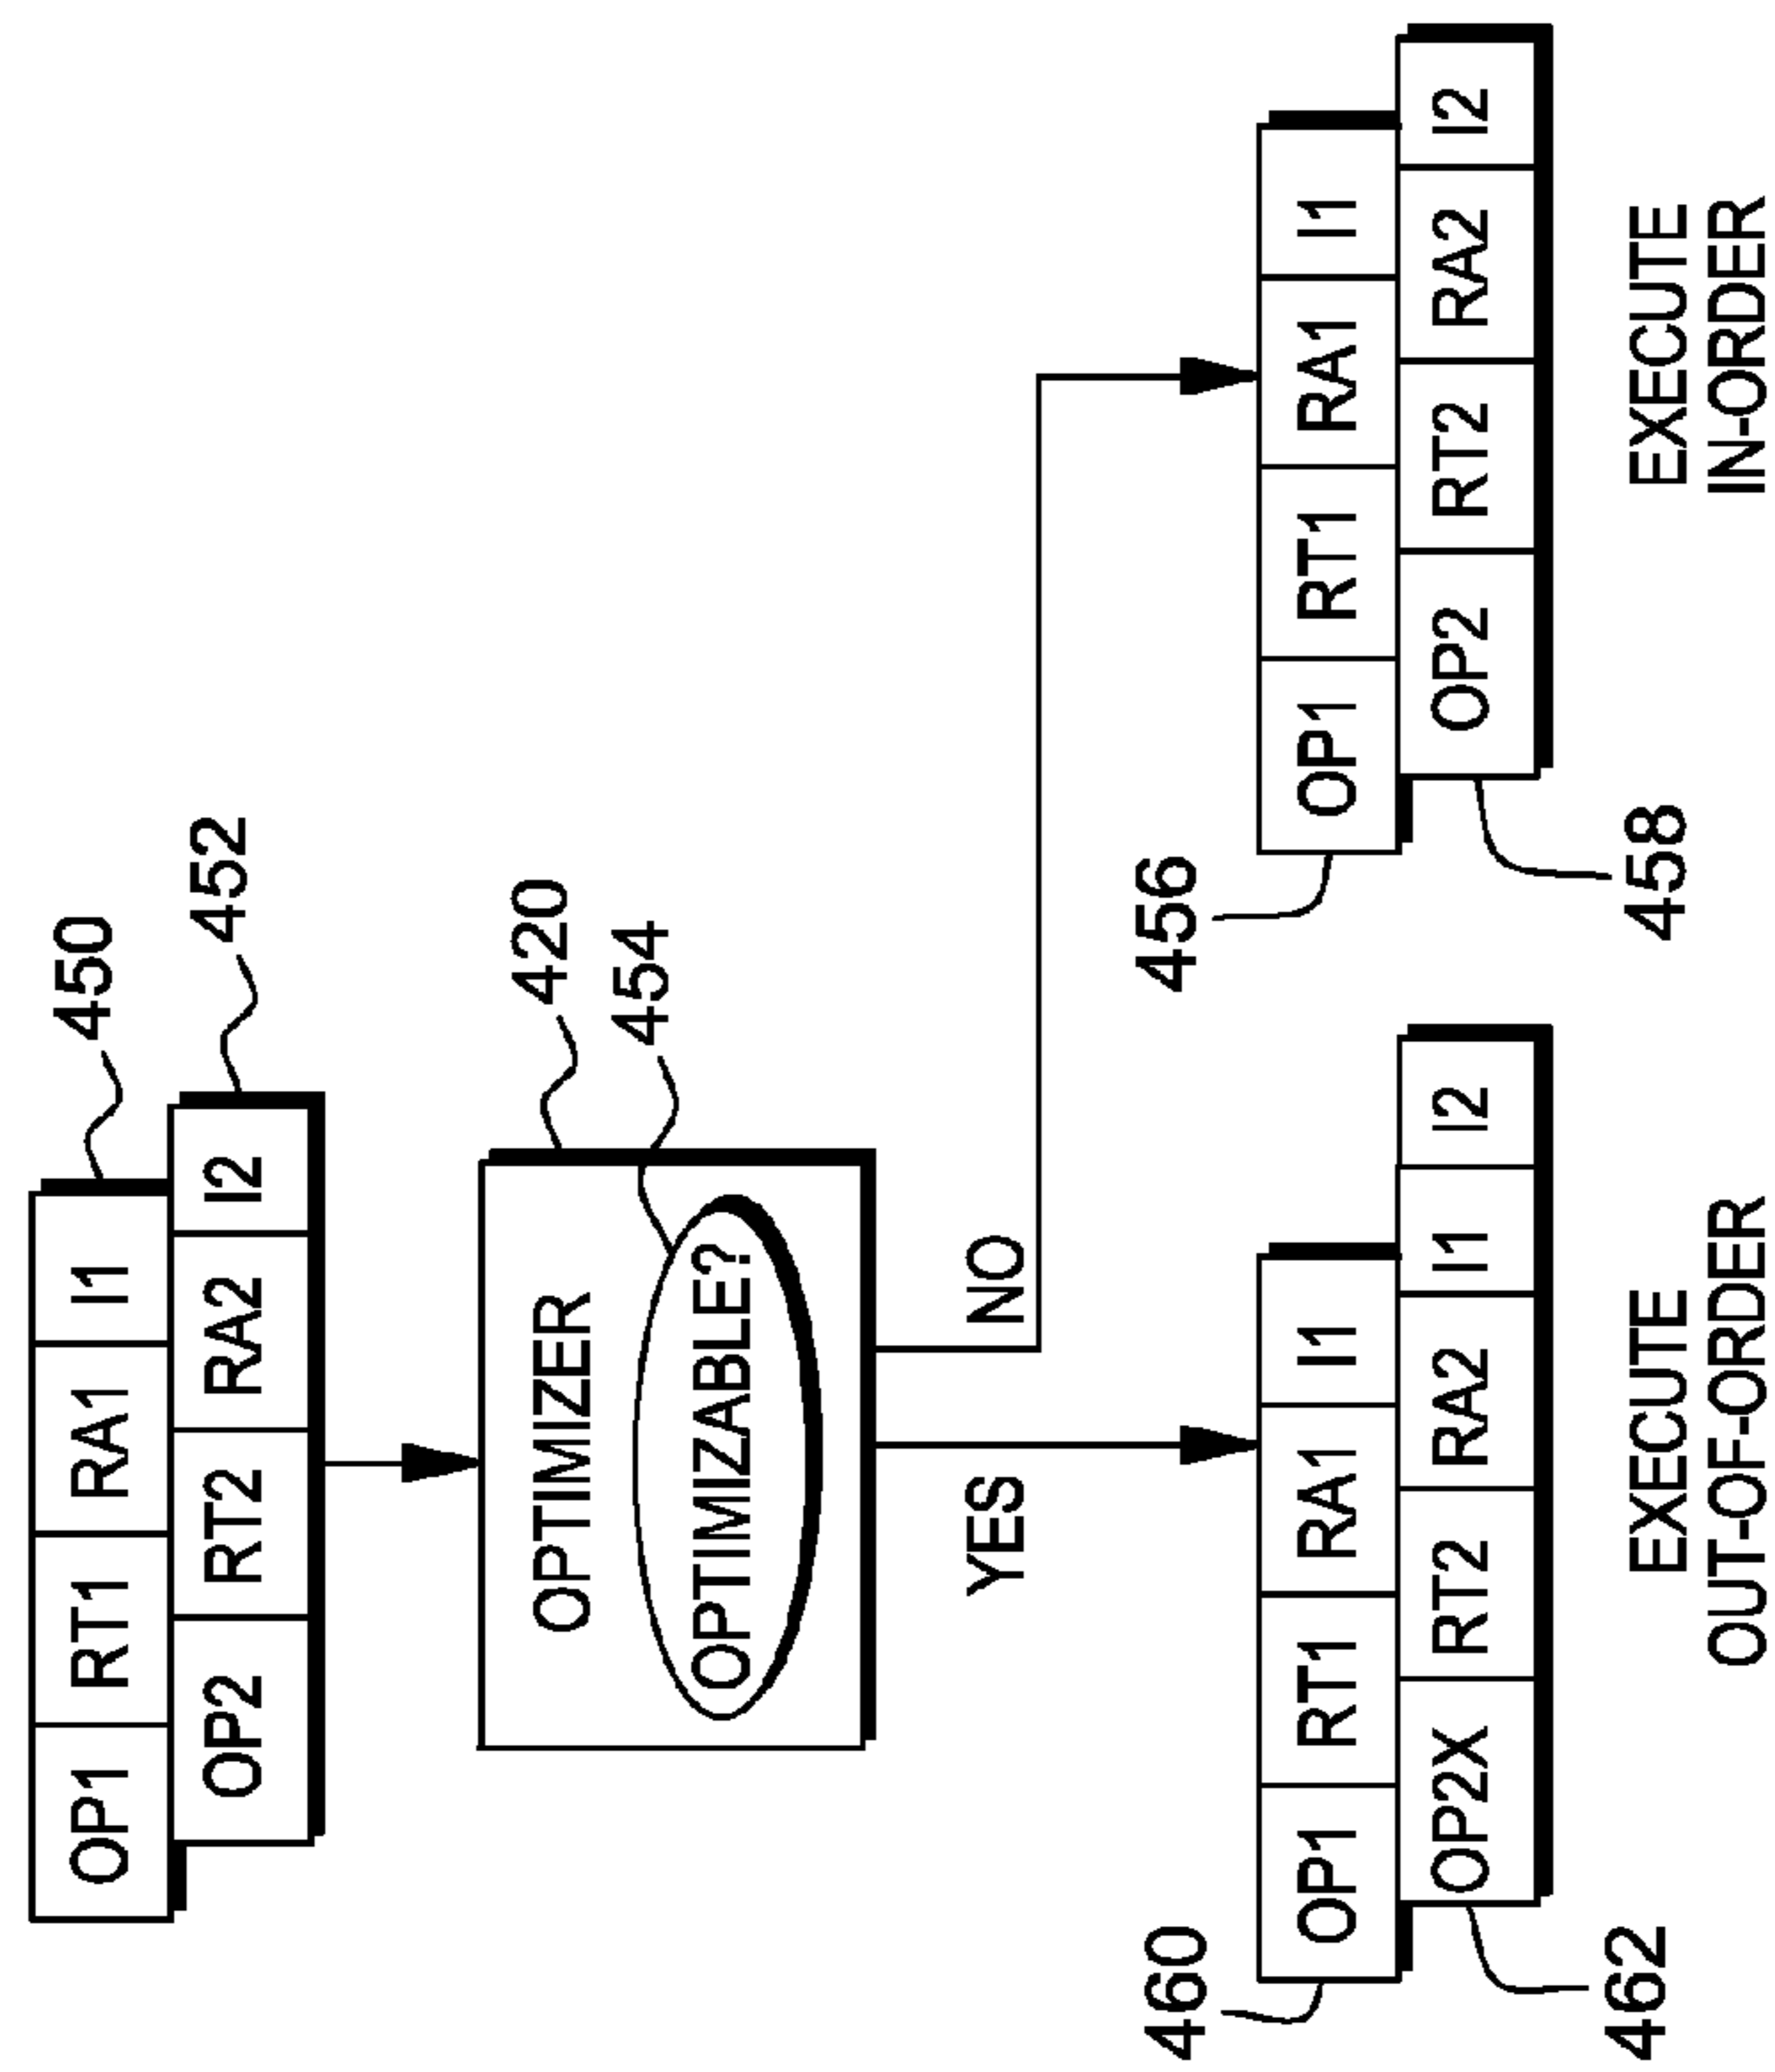 OP1 RT1 RA1 I1 450
OP2 RT2 RA2 I2 452
OPTIMIZER 420
OPTIMIZABLE? 454
YES NO
460 OP1 RT1 RA1 I1
462 OP2X RT2 RA2 I1 I2
EXECUTE
OUT-OF-ORDER
456 OP1 RT1 RA1 I1
458 OP2 RT2 RA2 I2
EXECUTE
IN-ORDER